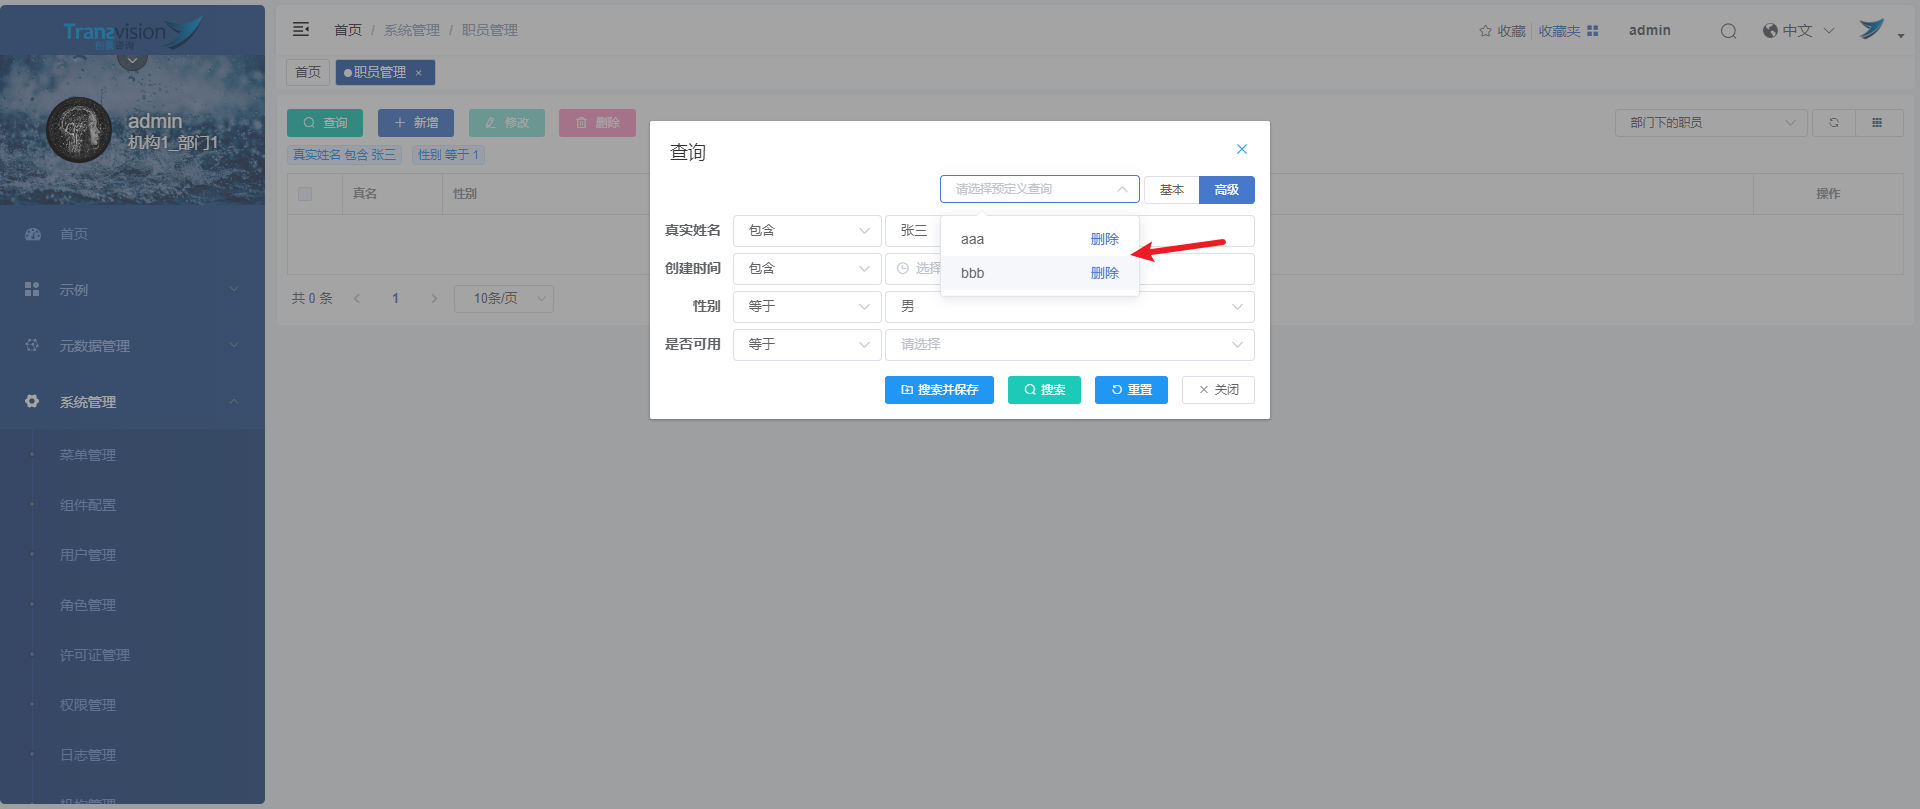 Transvision
创景咨询
admin
机构1_部门1
首页
示例
元数据管理
系统管理
菜单管理
组件配置
用户管理
角色管理
许可证管理
权限管理
日志管理
机构管理
首页 / 系统管理 / 职员管理
收藏 收藏夹 admin 中文
首页 职员管理 ×
查询 新增 修改 删除 部门下的职员
真实姓名 包含 张三 性别 等于 1
真名 性别 操作
共 0 条 1 10条/页
查询
请选择预定义查询 基本 高级
真实姓名 包含 张三
创建时间 包含 选择
性别 等于 男
是否可用 等于 请选择
aaa 删除
bbb 删除
搜索并保存 搜索 重置 关闭